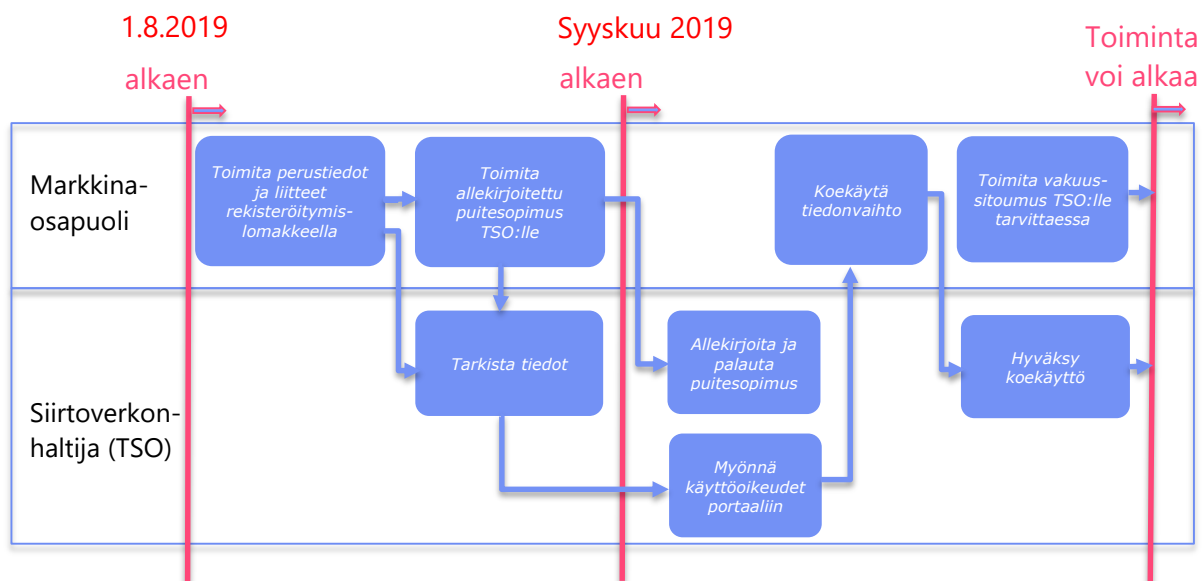 1.8.2019
alkaen
Syyskuu 2019
alkaen
Toiminta
voi alkaa
Markkina-
osapuoli
Toimita perustiedot
ja liitteet
rekisteröitymis-
lomakkeella
Toimita
allekirjoitettu
puitesopimus
TSO:lle
Koekäytä
tiedonvaihto
Toimita vakuus-
sitoumus TSO:lle
tarvittaessa
Siirtoverkon-
haltija (TSO)
Tarkista tiedot
Allekirjoita ja
palauta
puitesopimus
Myönnä
käyttöoikeudet
portaaliin
Hyväksy
koekäyttö